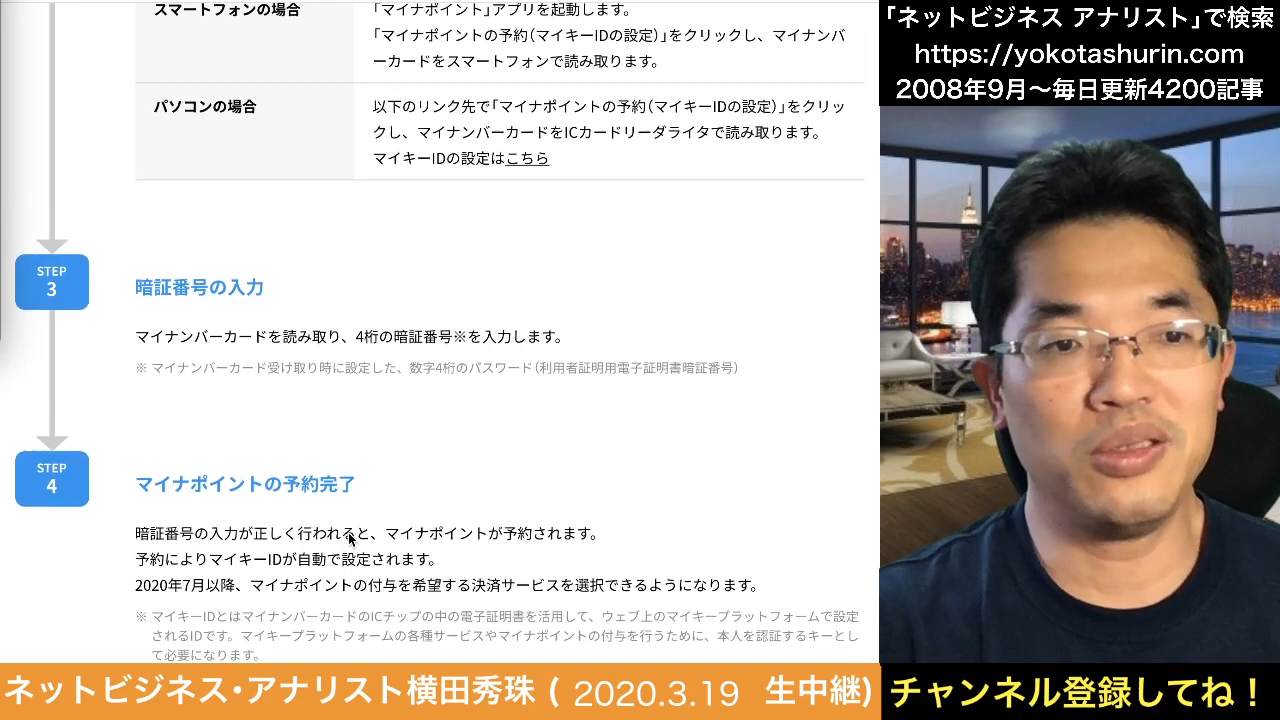 スマートフォンの場合
「マイナポイント」アプリを起動します。
「マイナポイントの予約(マイキーIDの設定)」をクリックし、マイナンバ
ーカードをスマートフォンで読み取ります。
パソコンの場合
以下のリンク先で「マイナポイントの予約(マイキーIDの設定)」をクリッ
クし、マイナンバーカードをICカードリーダライタで読み取ります。
マイキーIDの設定はこちら
STEP
3
暗証番号の入力
マイナンバーカードを読み取り、4桁の暗証番号※を入力します。
※ マイナンバーカード受け取り時に設定した、数字4桁のパスワード(利用者証明用電子証明書暗証番号)
STEP
4
マイナポイントの予約完了
暗証番号の入力が正しく行われると、マイナポイントが予約されます。
予約によりマイキーIDが自動で設定されます。
2020年7月以降、マイナポイントの付与を希望する決済サービスを選択できるようになります。
※ マイキーIDとはマイナンバーカードのICチップの中の電子証明書を活用して、ウェブ上のマイキープラットフォームで設定
されるIDです。マイキープラットフォームの各種サービスやマイナポイントの付与を行うために、本人を認証するキーとし
て必要になります。
「ネットビジネス アナリスト」で検索
https://yokotashurin.com
2008年9月～毎日更新4200記事
ネットビジネス・アナリスト横田秀珠 ( 2020.3.19 生中継)
チャンネル登録してね！